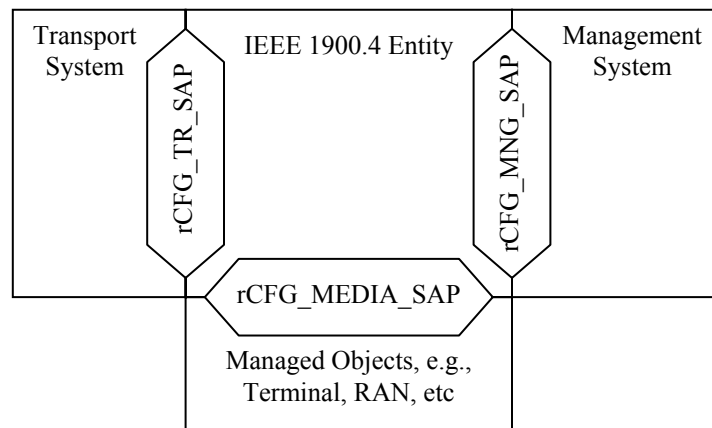 Transport
System
IEEE 1900.4 Entity
Management
System
rCFG_TR_SAP
rCFG_MNG_SAP
rCFG_MEDIA_SAP
Managed Objects, e.g.,
Terminal, RAN, etc